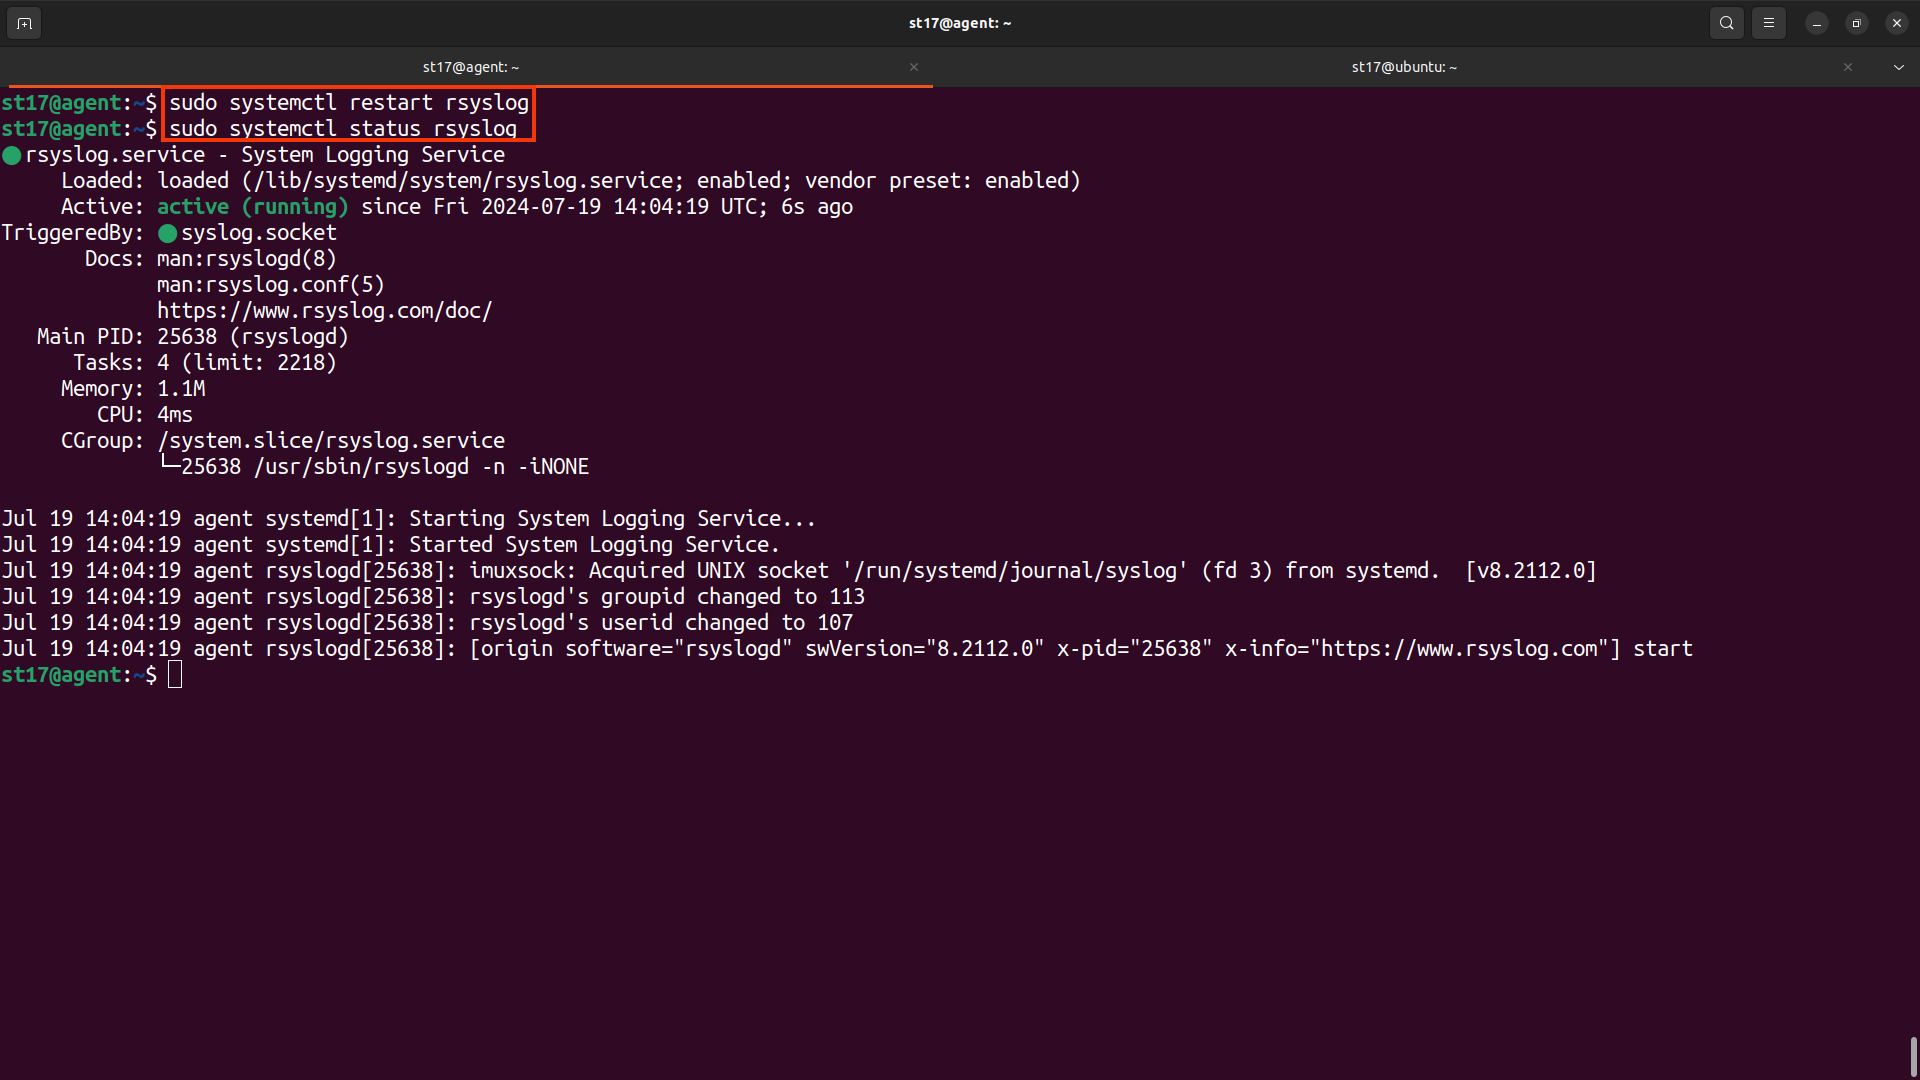 st17@agent: ~
st17@agent: ~
st17@ubuntu: ~
st17@agent:~$ sudo systemctl restart rsyslog
st17@agent:~$ sudo systemctl status rsyslog
● rsyslog.service - System Logging Service
     Loaded: loaded (/lib/systemd/system/rsyslog.service; enabled; vendor preset: enabled)
     Active: active (running) since Fri 2024-07-19 14:04:19 UTC; 6s ago
TriggeredBy: ● syslog.socket
       Docs: man:rsyslogd(8)
             man:rsyslog.conf(5)
             https://www.rsyslog.com/doc/
   Main PID: 25638 (rsyslogd)
      Tasks: 4 (limit: 2218)
     Memory: 1.1M
        CPU: 4ms
     CGroup: /system.slice/rsyslog.service
             └─25638 /usr/sbin/rsyslogd -n -iNONE
Jul 19 14:04:19 agent systemd[1]: Starting System Logging Service...
Jul 19 14:04:19 agent systemd[1]: Started System Logging Service.
Jul 19 14:04:19 agent rsyslogd[25638]: imuxsock: Acquired UNIX socket '/run/systemd/journal/syslog' (fd 3) from systemd.  [v8.2112.0]
Jul 19 14:04:19 agent rsyslogd[25638]: rsyslogd's groupid changed to 113
Jul 19 14:04:19 agent rsyslogd[25638]: rsyslogd's userid changed to 107
Jul 19 14:04:19 agent rsyslogd[25638]: [origin software="rsyslogd" swVersion="8.2112.0" x-pid="25638" x-info="https://www.rsyslog.com"] start
st17@agent:~$